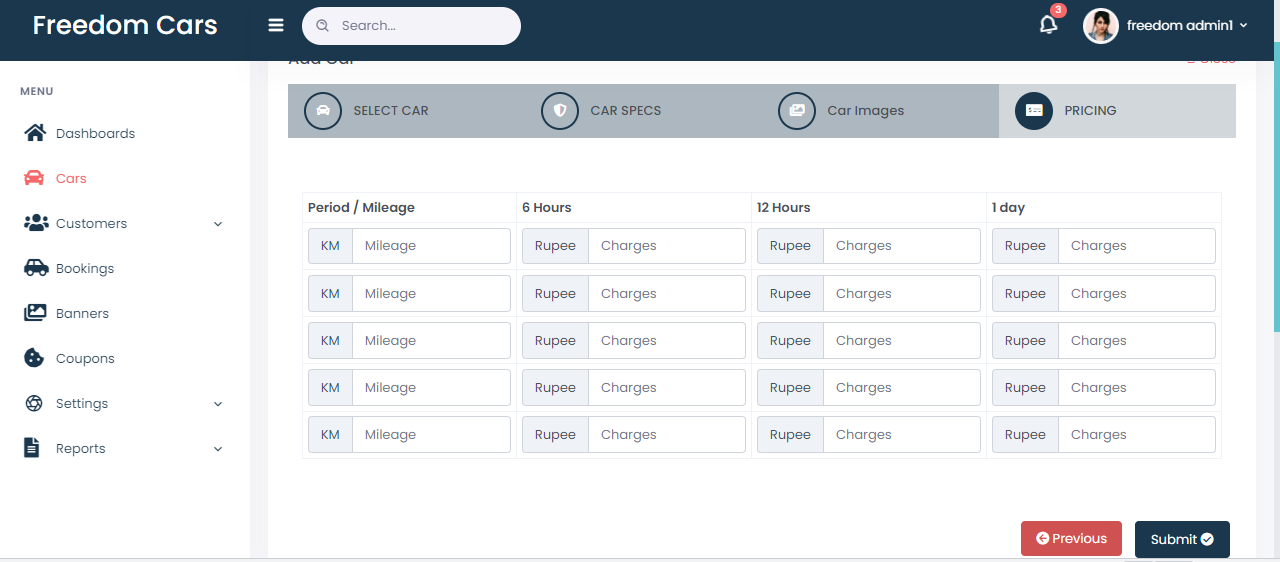 Freedom Cars
Search...
3
freedom admin1
MENU
Dashboards
Cars
Customers
Bookings
Banners
Coupons
Settings
Reports
Add Car
Close
SELECT CAR
CAR SPECS
Car Images
PRICING
Period / Mileage 6 Hours 12 Hours 1 day
KM Mileage Rupee Charges Rupee Charges Rupee Charges
KM Mileage Rupee Charges Rupee Charges Rupee Charges
KM Mileage Rupee Charges Rupee Charges Rupee Charges
KM Mileage Rupee Charges Rupee Charges Rupee Charges
KM Mileage Rupee Charges Rupee Charges Rupee Charges
Previous
Submit